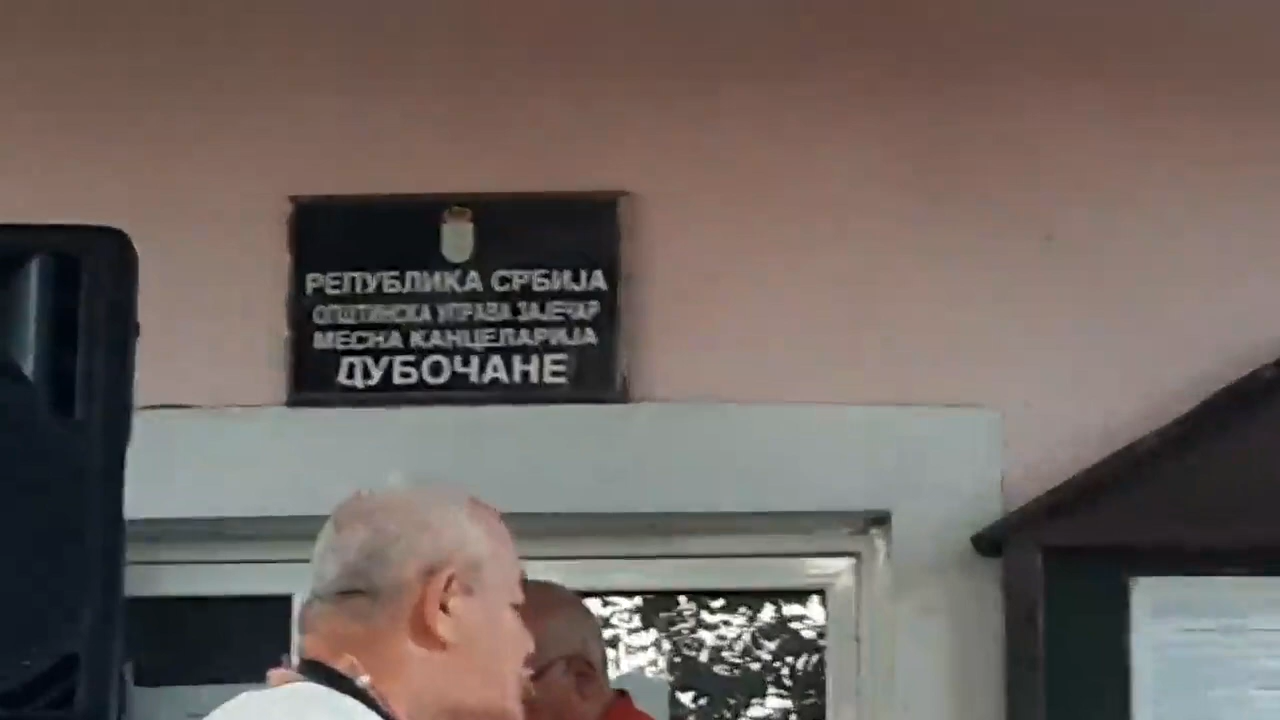 РЕПУБЛИКА СРБИЈА
ОПШТИНСКА УПРАВА ЗАЈЕЧАР
МЕСНА КАНЦЕЛАРИЈА
ДУБОЧАНЕ